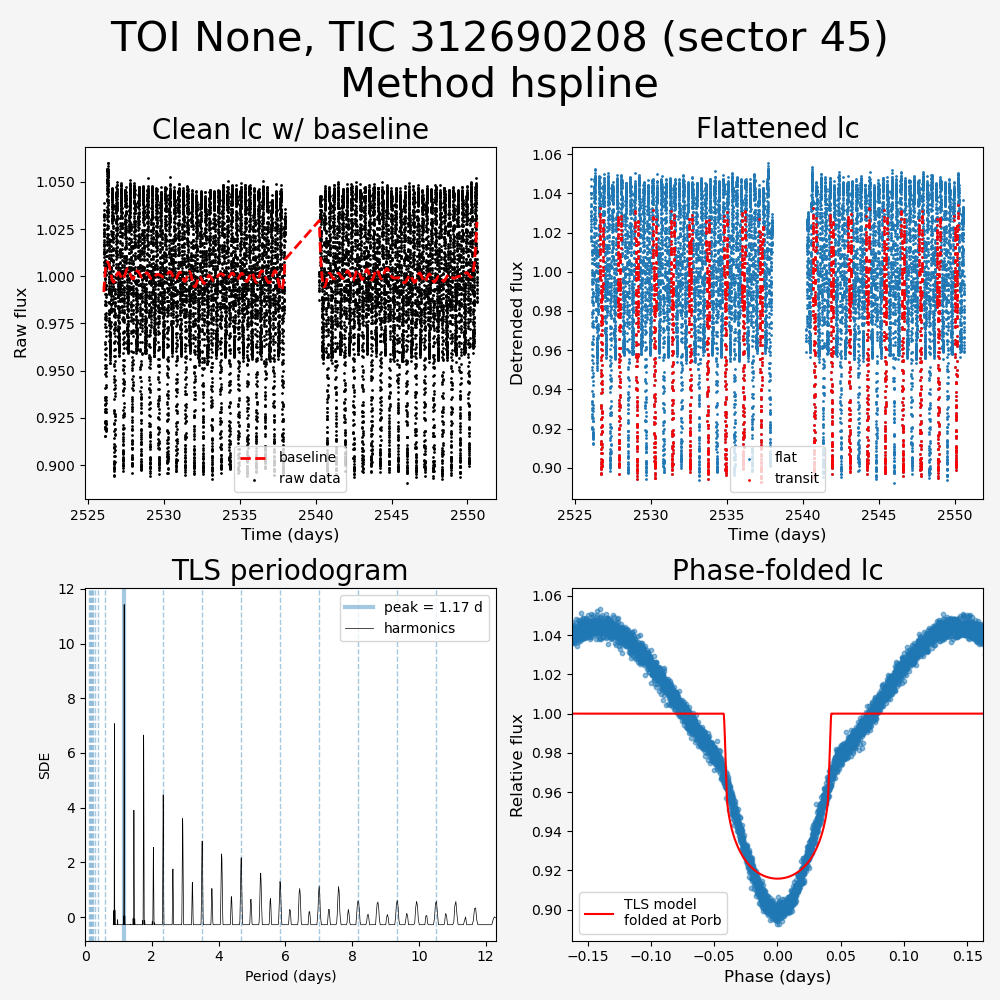 TOI None, TIC 312690208 (sector 45)
Method hspline
Clean lc w/ baseline
Raw flux
1.050
1.025
1.000
0.975
0.950
0.925
0.900
baseline
raw data
2525
2530
2535
2540
2545
2550
Time (days)
Flattened lc
Detrended flux
1.06
1.04
1.02
1.00
0.98
0.96
0.94
0.92
0.90
flat
transit
2525
2530
2535
2540
2545
2550
Time (days)
TLS periodogram
SDE
12
10
8
6
4
2
0
peak = 1.17 d
harmonics
0
2
4
6
8
10
12
Period (days)
Phase-folded lc
Relative flux
1.06
1.04
1.02
1.00
0.98
0.96
0.94
0.92
0.90
TLS model
folded at Porb
−0.15
−0.10
−0.05
0.00
0.05
0.10
0.15
Phase (days)